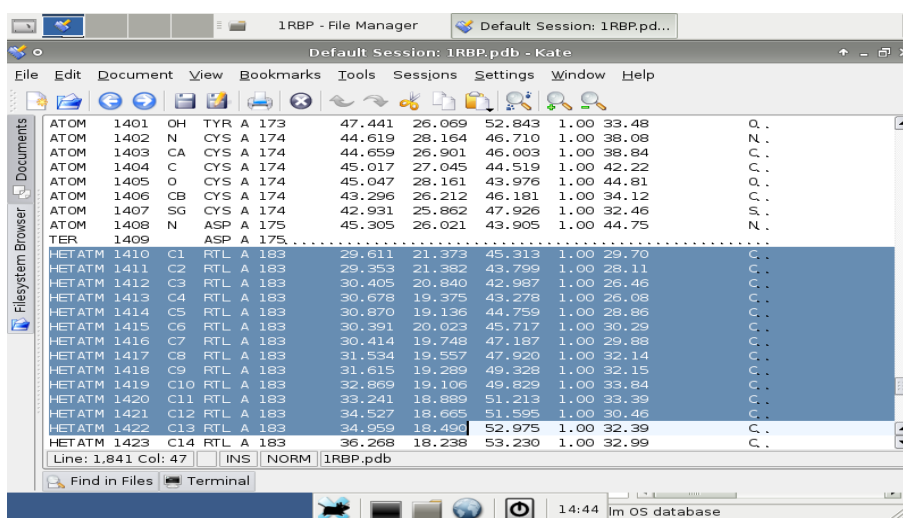 1RBP - File Manager
Default Session: 1RBP.pd...
Default Session: 1RBP.pdb - Kate
File Edit Document View Bookmarks Tools Sessions Settings Window Help
Documents
Filesystem Browser
ATOM 1401 OH TYR A 173 47.441 26.069 52.843 1.00 33.48 O..
ATOM 1402 N CYS A 174 44.619 28.164 46.710 1.00 38.08 N..
ATOM 1403 CA CYS A 174 44.659 26.901 46.003 1.00 38.84 C..
ATOM 1404 C CYS A 174 45.017 27.045 44.519 1.00 42.22 C..
ATOM 1405 O CYS A 174 45.047 28.161 43.976 1.00 44.81 O..
ATOM 1406 CB CYS A 174 43.296 26.212 46.181 1.00 34.12 C..
ATOM 1407 SG CYS A 174 42.931 25.862 47.926 1.00 32.46 S..
ATOM 1408 N ASP A 175 45.305 26.021 43.905 1.00 44.75 N..
TER 1409 ASP A 175......................................................
HETATM 1410 C1 RTL A 183 29.611 21.373 45.313 1.00 29.70 C..
HETATM 1411 C2 RTL A 183 29.353 21.382 43.799 1.00 28.11 C..
HETATM 1412 C3 RTL A 183 30.405 20.840 42.987 1.00 26.46 C..
HETATM 1413 C4 RTL A 183 30.678 19.375 43.278 1.00 26.08 C..
HETATM 1414 C5 RTL A 183 30.870 19.136 44.759 1.00 28.86 C..
HETATM 1415 C6 RTL A 183 30.391 20.023 45.717 1.00 30.29 C..
HETATM 1416 C7 RTL A 183 30.414 19.748 47.187 1.00 29.88 C..
HETATM 1417 C8 RTL A 183 31.534 19.557 47.920 1.00 32.14 C..
HETATM 1418 C9 RTL A 183 31.615 19.289 49.328 1.00 32.15 C..
HETATM 1419 C10 RTL A 183 32.869 19.106 49.829 1.00 33.84 C..
HETATM 1420 C11 RTL A 183 33.241 18.889 51.213 1.00 33.39 C..
HETATM 1421 C12 RTL A 183 34.527 18.665 51.595 1.00 30.46 C..
HETATM 1422 C13 RTL A 183 34.959 18.490 52.975 1.00 32.39 C..
HETATM 1423 C14 RTL A 183 36.268 18.238 53.230 1.00 32.99 C..
Line: 1,841 Col: 47 INS NORM 1RBP.pdb
Find in Files Terminal
14:44 lm OS database